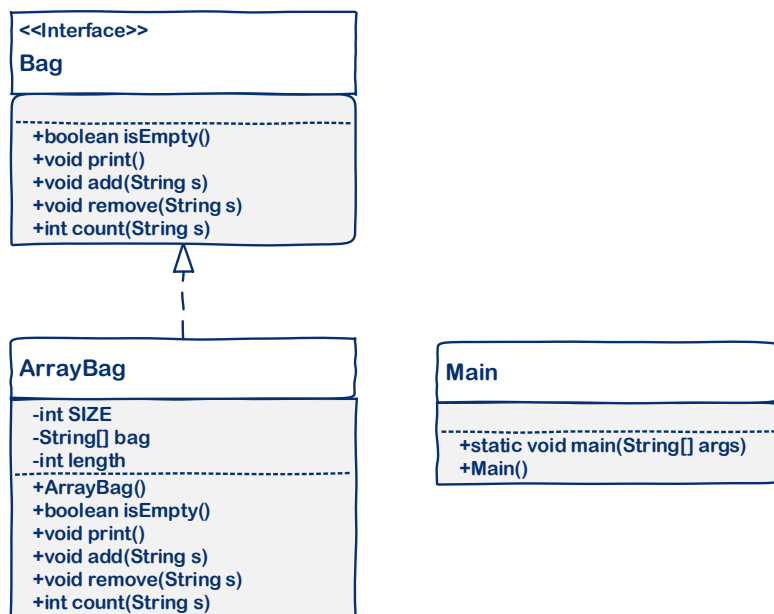 <<Interface>>
Bag
+boolean isEmpty()
+void print()
+void add(String s)
+void remove(String s)
+int count(String s)
ArrayBag
-int SIZE
-String[] bag
-int length
+ArrayBag()
+boolean isEmpty()
+void print()
+void add(String s)
+void remove(String s)
+int count(String s)
Main
+static void main(String[] args)
+Main()